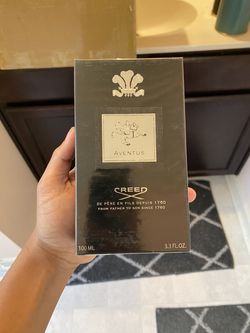 AVENTUS
CREED
DE PÈRE EN FILS DEPUIS 1760
FROM FATHER TO SON SINCE 1760
100 ML 3.3 FL.OZ.